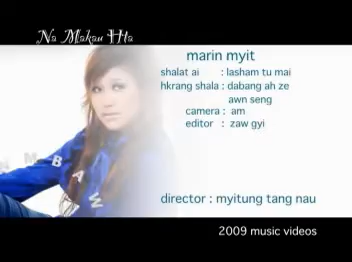 Na Makau Hta
marin myit
shalat ai : lasham tu mai
hkrang shala : dabang ah ze
awn seng
camera : am
editor : zaw gyi
M B A W
director : myitung tang nau
2009 music videos